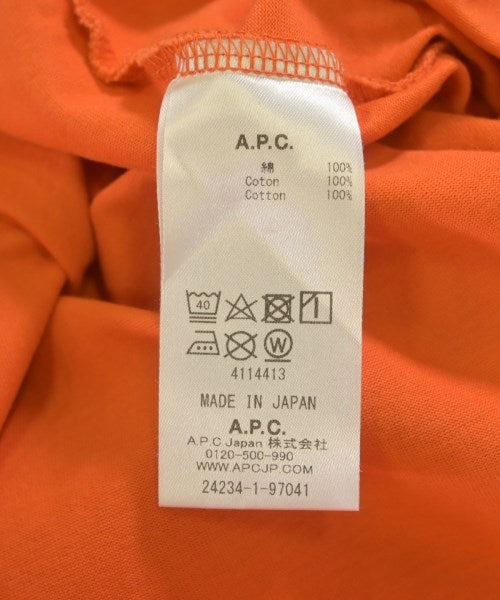 A.P.C.
綿 100%
Coton 100%
Cotton 100%
40
W
4114413
MADE IN JAPAN
A.P.C.
A.P.C Japan 株式会社
0120-500-990
WWW.APCJP.COM
24234-1-97041